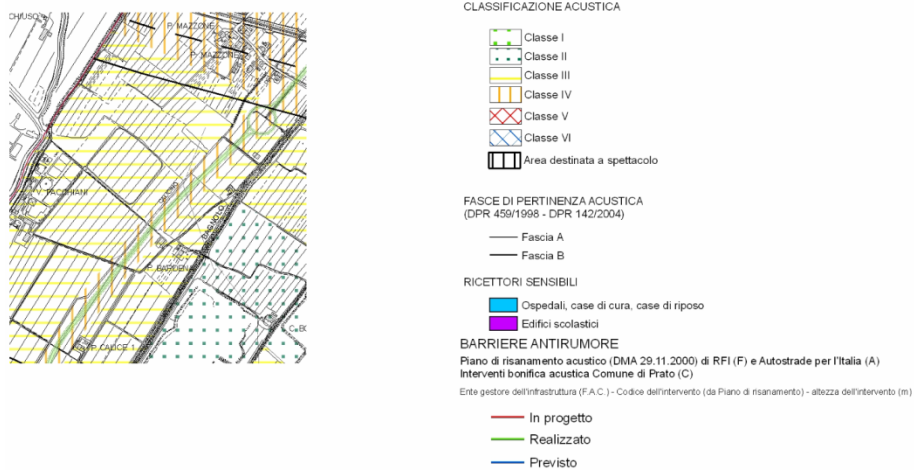 CHIUSO
P. MAZZONE
P. MAZZONE
PACCHIANI
BAGNOLO
P. BARDENA
P. CALICE 1
CLASSIFICAZIONE ACUSTICA
Classe I
Classe II
Classe III
Classe IV
Classe V
Classe VI
Area destinata a spettacolo
FASCE DI PERTINENZA ACUSTICA
(DPR 459/1998 - DPR 142/2004)
Fascia A
Fascia B
RICETTORI SENSIBILI
Ospedali, case di cura, case di riposo
Edifici scolastici
BARRIERE ANTIRUMORE
Piano di risanamento acustico (DMA 29.11.2000) di RFI (F) e Autostrade per l'Italia (A)
Interventi bonifica acustica Comune di Prato (C)
Ente gestore dell'infrastruttura (F.A.C.) - Codice dell'intervento (da Piano di risanamento) - altezza dell'intervento (m)
In progetto
Realizzato
Previsto